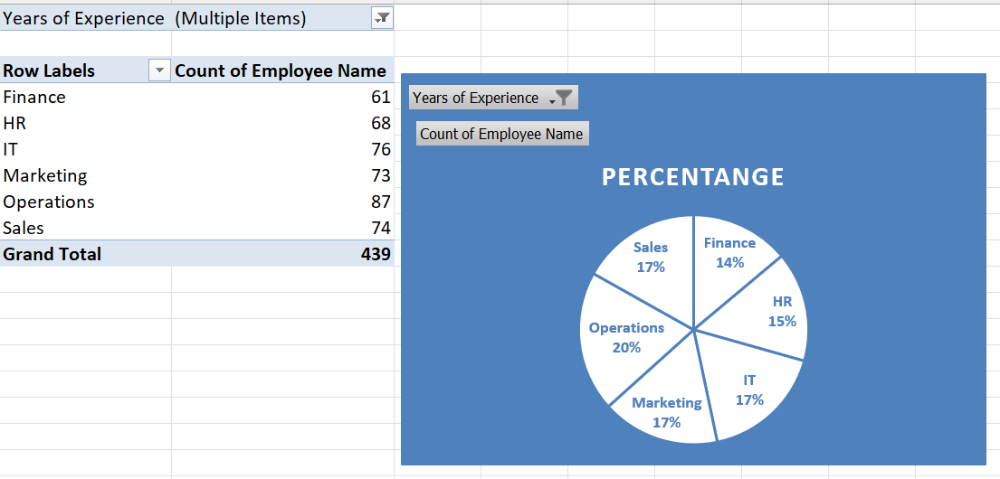 Years of Experience (Multiple Items)
Row Labels Count of Employee Name
Finance 61
HR 68
IT 76
Marketing 73
Operations 87
Sales 74
Grand Total 439
Years of Experience
Count of Employee Name
PERCENTANGE
Sales
17%
Finance
14%
HR
15%
Operations
20%
IT
17%
Marketing
17%